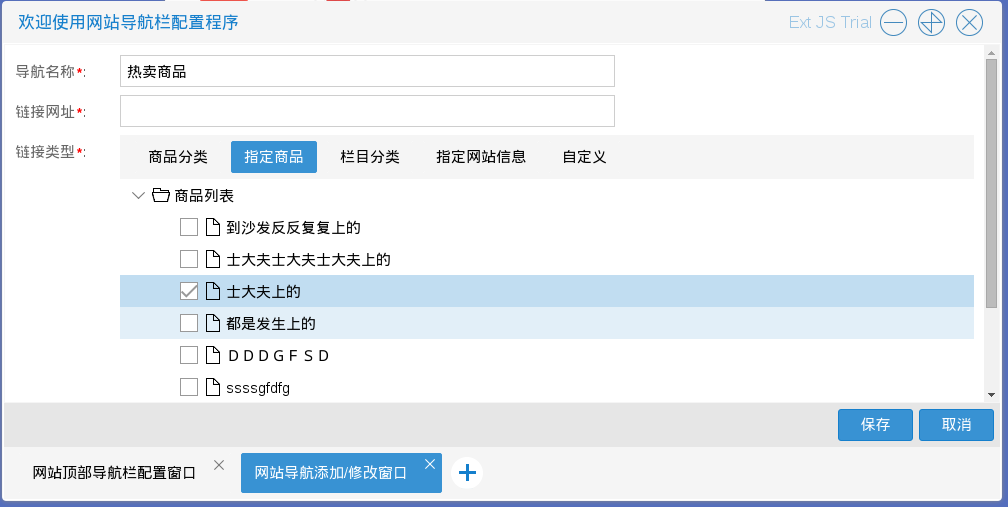 欢迎使用网站导航栏配置程序 Ext JS Trial
导航名称*: 热卖商品
链接网址*:
链接类型*: 商品分类 指定商品 栏目分类 指定网站信息 自定义
商品列表
到沙发反反复复上的
士大夫士大夫士大夫上的
士大夫上的
都是发生上的
ＤＤＤＧＦＳＤ
ssssgfdfg
保存 取消
网站顶部导航栏配置窗口 网站导航添加/修改窗口